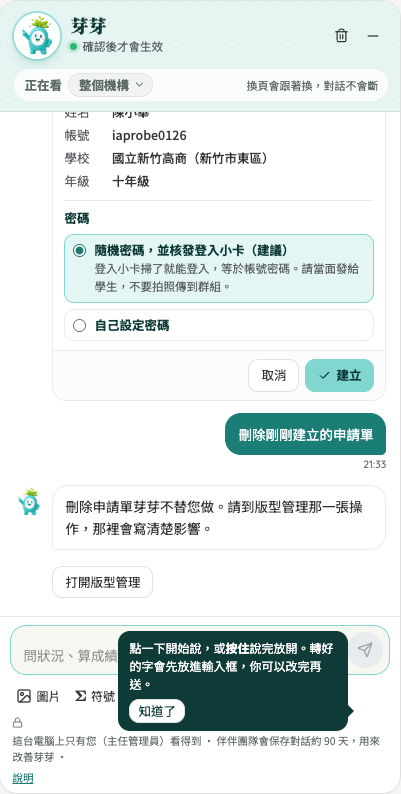 芽芽
確認後才會生效
正在看 整個機構 換頁會跟著換，對話不會斷
姓名 陳小華
帳號 iaprobe0126
學校 國立新竹高商（新竹市東區）
年級 十年級
密碼
隨機密碼，並核發登入小卡（建議）
登入小卡掃了就能登入，等於帳號密碼。請當面發給
學生，不要拍照傳到群組。
自己設定密碼
取消 建立
刪除剛剛建立的申請單
21:33
刪除申請單芽芽不替您做。請到版型管理那一張操
作，那裡會寫清楚影響。
打開版型管理
問狀況、算成績
點一下開始說，或按住說完放開。轉好
的字會先放進輸入框，你可以改完再
送。
知道了
圖片 符號
這台電腦上只有您（主任管理員）看得到 · 伴伴團隊會保存對話約 90 天，用來
改善芽芽 ·
說明